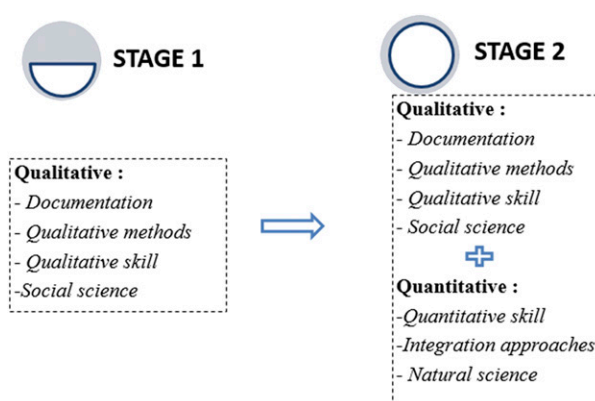 STAGE 1
Qualitative :
- Documentation
- Qualitative methods
- Qualitative skill
-Social science
STAGE 2
Qualitative :
- Documentation
- Qualitative methods
- Qualitative skill
- Social science
Quantitative :
-Quantitative skill
-Integration approaches
- Natural science